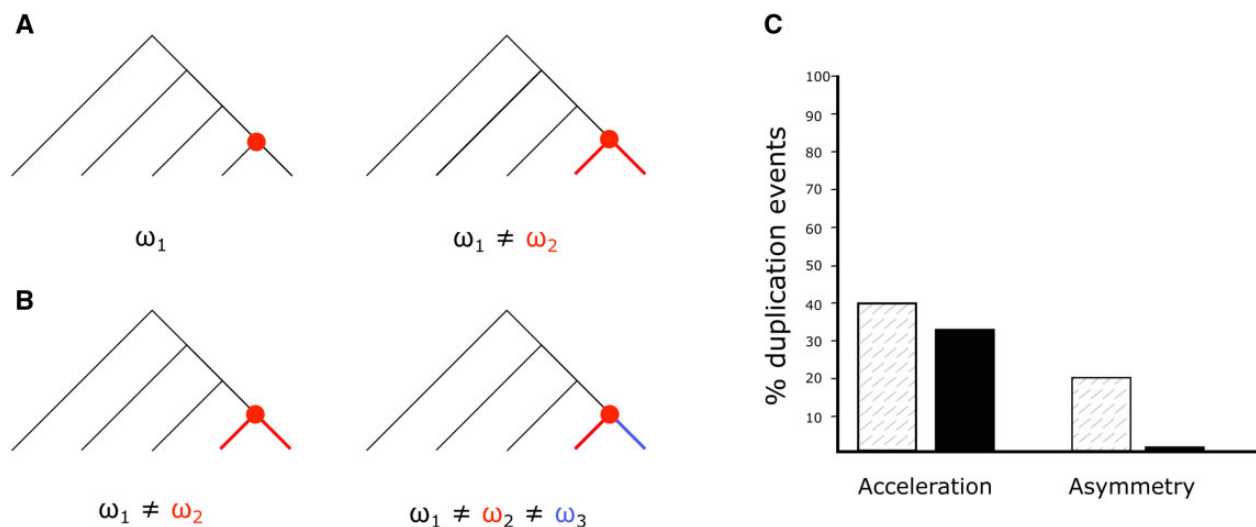 A
ω₁
ω₁ ≠ ω₂
B
ω₁ ≠ ω₂
ω₁ ≠ ω₂ ≠ ω₃
C
% duplication events
100
90
80
70
60
50
40
30
20
10
Acceleration
Asymmetry